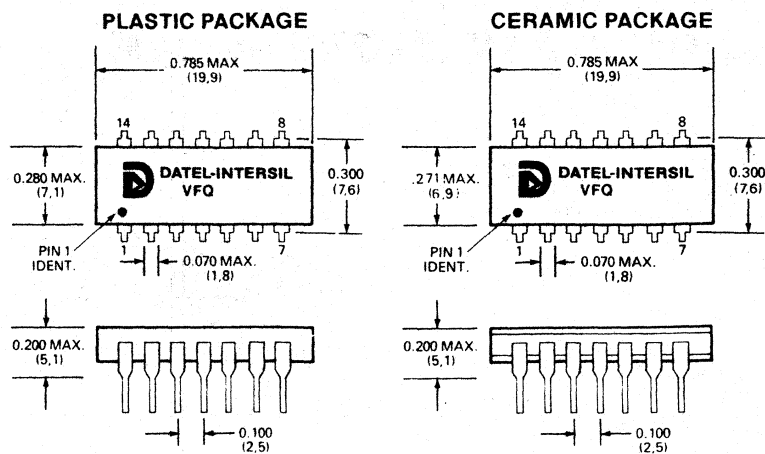 PLASTIC PACKAGE
0.785 MAX
(19,9)
14
8
0.280 MAX.
(7,1)
DATEL-INTERSIL
VFQ
0.300
(7,6)
PIN 1
IDENT.
1
7
0.070 MAX.
(1,8)
0.200 MAX.
(5,1)
0.100
(2,5)
CERAMIC PACKAGE
0.785 MAX
(19,9)
14
8
.271 MAX.
(6,9)
DATEL-INTERSIL
VFQ
0.300
(7,6)
PIN 1
IDENT.
1
7
0.070 MAX.
(1,8)
0.200 MAX.
(5,1)
0.100
(2,5)